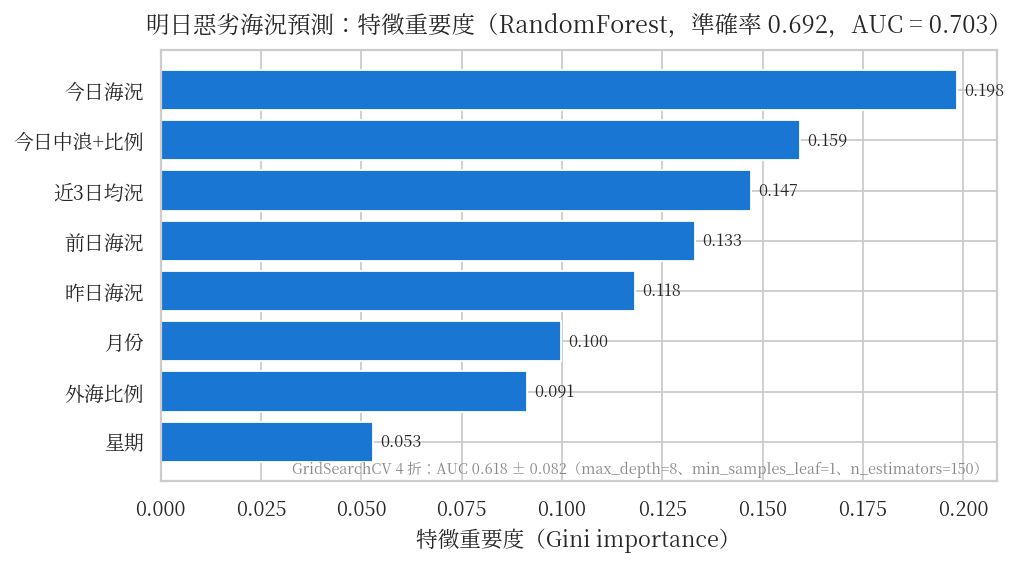 明日惡劣海況預測：特徵重要度（RandomForest，準確率 0.692，AUC = 0.703）
今日海況 0.198
今日中浪+比例 0.159
近3日均況 0.147
前日海況 0.133
昨日海況 0.118
月份 0.100
外海比例 0.091
星期 0.053
GridSearchCV 4 折：AUC 0.618 ± 0.082（max_depth=8、min_samples_leaf=1、n_estimators=150）
0.000 0.025 0.050 0.075 0.100 0.125 0.150 0.175 0.200
特徵重要度（Gini importance）